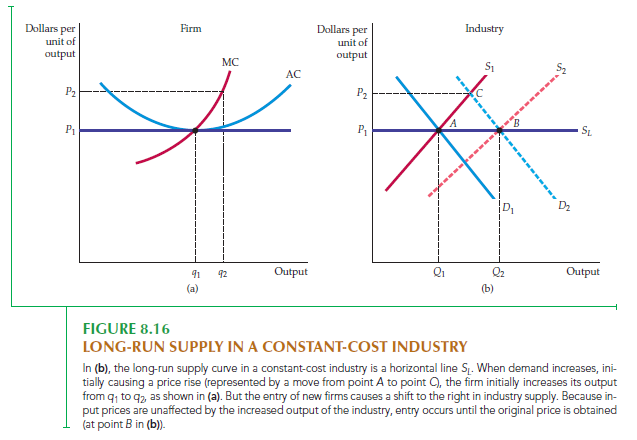 Dollars per
unit of
output
Firm
MC
AC
P2
P1
q1 q2
Output
(a)
Dollars per
unit of
output
Industry
S1
S2
P2
C
P1
A
B
SL
D1
D2
Q1
Q2
Output
(b)
FIGURE 8.16
LONG-RUN SUPPLY IN A CONSTANT-COST INDUSTRY
In (b), the long-run supply curve in a constant-cost industry is a horizontal line SL. When demand increases, ini-
tially causing a price rise (represented by a move from point A to point C), the firm initially increases its output
from q1 to q2, as shown in (a). But the entry of new firms causes a shift to the right in industry supply. Because in-
put prices are unaffected by the increased output of the industry, entry occurs until the original price is obtained
(at point B in (b)).